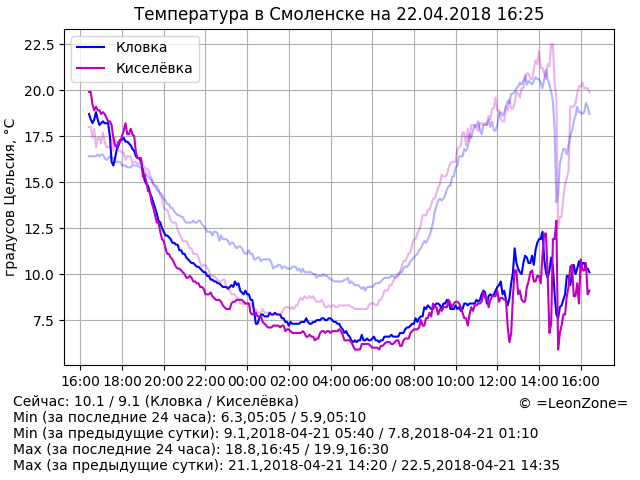 Температура в Смоленске на 22.04.2018 16:25
Кловка
Киселёвка
градусов Цельсия, °C
22.5
20.0
17.5
15.0
12.5
10.0
7.5
16:00 18:00 20:00 22:00 00:00 02:00 04:00 06:00 08:00 10:00 12:00 14:00 16:00
Сейчас: 10.1 / 9.1 (Кловка / Киселёвка)
© =LeonZone=
Min (за последние 24 часа): 6.3,05:05 / 5.9,05:10
Min (за предыдущие сутки): 9.1,2018-04-21 05:40 / 7.8,2018-04-21 01:10
Max (за последние 24 часа): 18.8,16:45 / 19.9,16:30
Max (за предыдущие сутки): 21.1,2018-04-21 14:20 / 22.5,2018-04-21 14:35